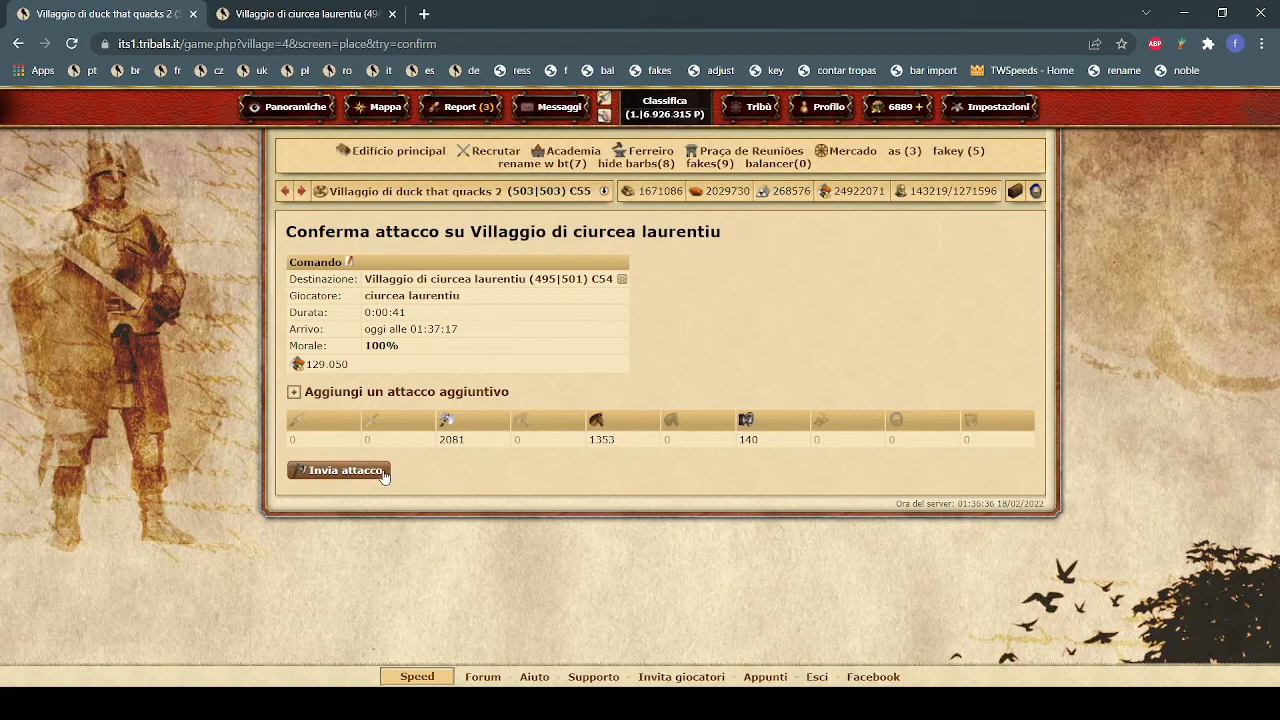 Villaggio di duck that quacks 2 (5
Villaggio di ciurcea laurentiu (494
its1.tribals.it/game.php?village=48&screen=place&try=confirm
ABP
f
Apps pt br fr cz uk pl ro it es de ress f bal fakes adjust key contar tropas bar import TWSpeeds - Home rename noble
Panoramiche Mappa Report (3) Messaggi Classifica Tribù Profilo 6889 + Impostazioni
(1.|6.926.315 P)
Edificio principal Recrutar Academia Ferreiro Praça de Reuniões Mercado as (3) fakey (5)
rename w bt(7) hide barbs(8) fakes(9) balancer(0)
Villaggio di duck that quacks 2 (503|503) C55 1671086 2029730 268576 24922071 143219/1271596
Conferma attacco su Villaggio di ciurcea laurentiu
Comando
Destinazione: Villaggio di ciurcea laurentiu (495|501) C54
Giocatore: ciurcea laurentiu
Durata: 0:00:41
Arrivo: oggi alle 01:37:17
Morale: 100%
129.050
Aggiungi un attacco aggiuntivo
0 0 2081 0 1353 0 140 0 0 0
Invia attacco
Ora del server: 01:36:36 18/02/2022
Speed Forum Aiuto Supporto Invita giocatori Appunti Esci Facebook